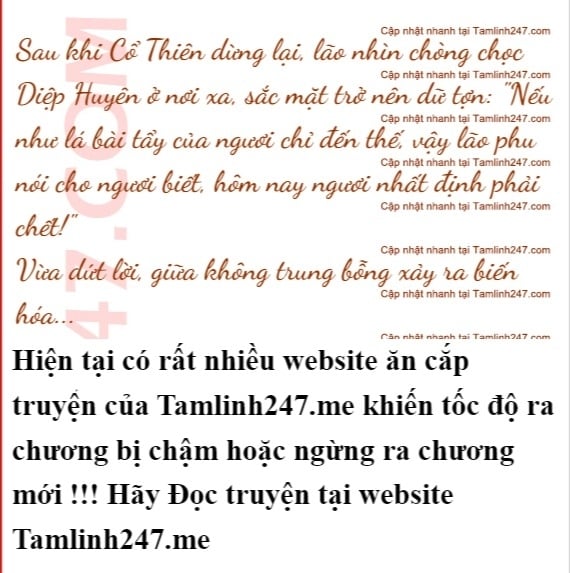 Cập nhật nhanh tại Tamlinh247.com
Sau khi Cổ Thiên dừng lại, lão nhìn chòng chọc
Cập nhật nhanh tại Tamlinh247.com
Diệp Huyên ở nơi xa, sắc mặt trở nên dữ tợn: "Nếu
Cập nhật nhanh tại Tamlinh247.com
như lá bài tẩy của ngươi chỉ đến thế, vậy lão phu
Cập nhật nhanh tại Tamlinh247.com
nói cho ngươi biết, hôm nay ngươi nhất định phải
Cập nhật nhanh tại Tamlinh247.com
chết!"
Cập nhật nhanh tại Tamlinh247.com
Vừa dứt lời, giữa không trung bỗng xảy ra biến
Cập nhật nhanh tại Tamlinh247.com
hóa...
Cập nhật nhanh tại Tamlinh247.com
47.COM
Hiện tại có rất nhiều website ăn cắp
truyện của Tamlinh247.me khiến tốc độ ra
chương bị chậm hoặc ngừng ra chương
mới !!! Hãy Đọc truyện tại website
Tamlinh247.me